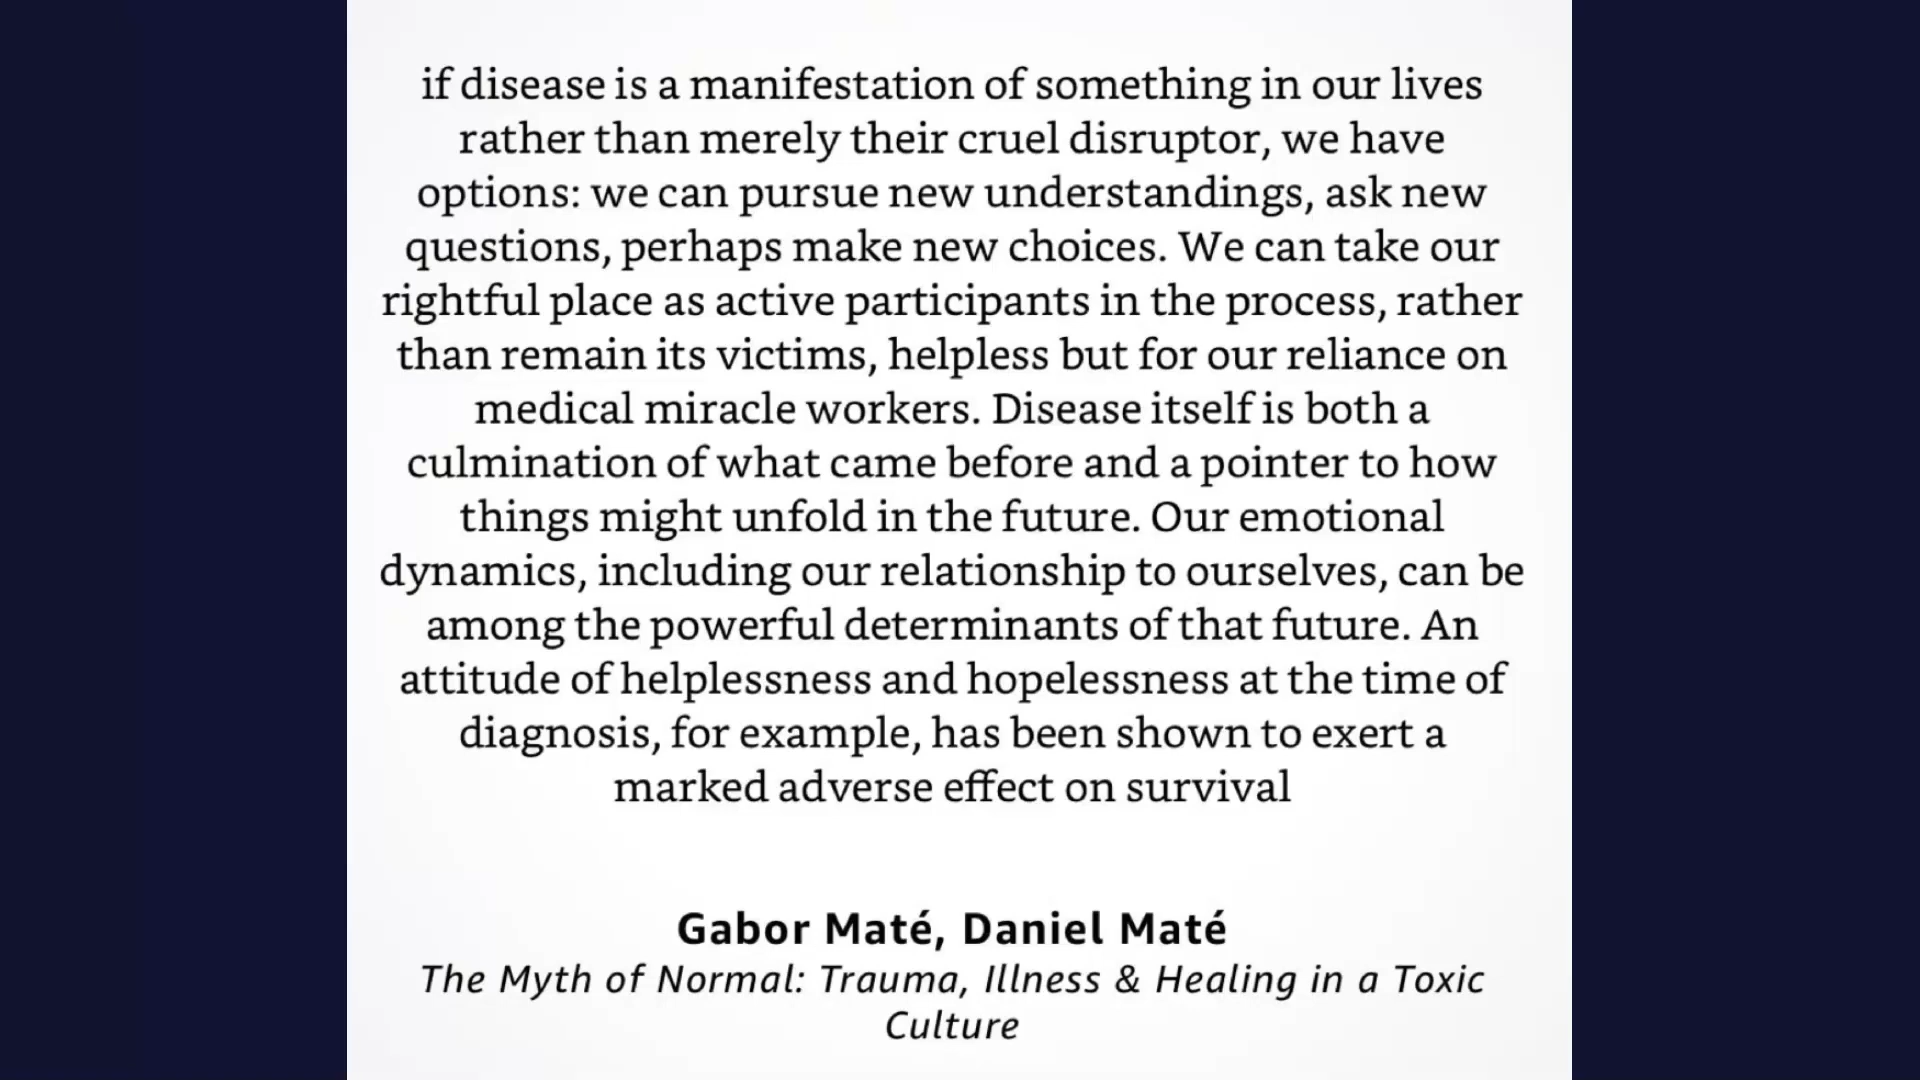 if disease is a manifestation of something in our lives
rather than merely their cruel disruptor, we have
options: we can pursue new understandings, ask new
questions, perhaps make new choices. We can take our
rightful place as active participants in the process, rather
than remain its victims, helpless but for our reliance on
medical miracle workers. Disease itself is both a
culmination of what came before and a pointer to how
things might unfold in the future. Our emotional
dynamics, including our relationship to ourselves, can be
among the powerful determinants of that future. An
attitude of helplessness and hopelessness at the time of
diagnosis, for example, has been shown to exert a
marked adverse effect on survival
Gabor Maté, Daniel Maté
The Myth of Normal: Trauma, Illness & Healing in a Toxic
Culture